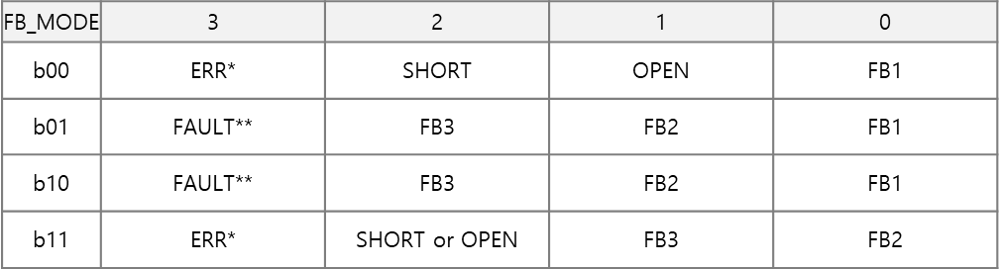 FB_MODE 3 2 1 0
b00 ERR* SHORT OPEN FB1
b01 FAULT** FB3 FB2 FB1
b10 FAULT** FB3 FB2 FB1
b11 ERR* SHORT or OPEN FB3 FB2